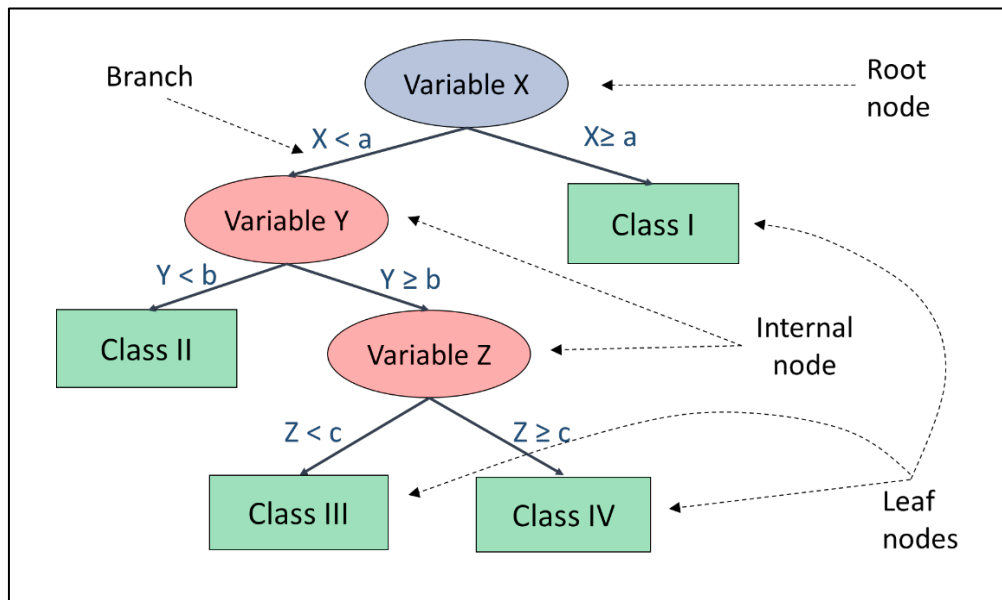 Variable X
Root
node
Branch
X < a
X≥ a
Variable Y
Class I
Y < b
Y ≥ b
Class II
Variable Z
Internal
node
Z < c
Z ≥ c
Class III
Class IV
Leaf
nodes